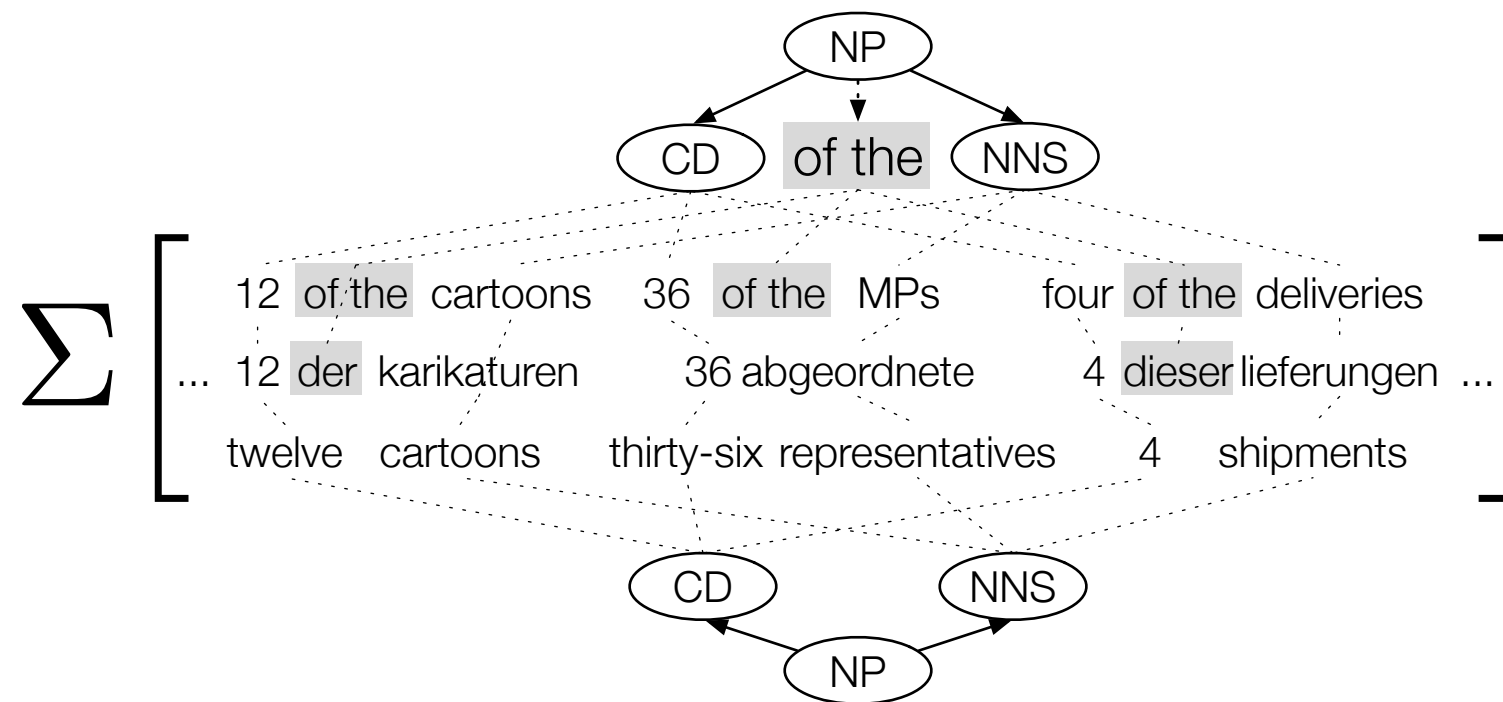 NP
CD of the NNS
12 of the cartoons 36 of the MPs four of the deliveries
Σ [ ... 12 der karikaturen 36 abgeordnete 4 dieser lieferungen ... ]
twelve cartoons thirty-six representatives 4 shipments
CD NNS
NP